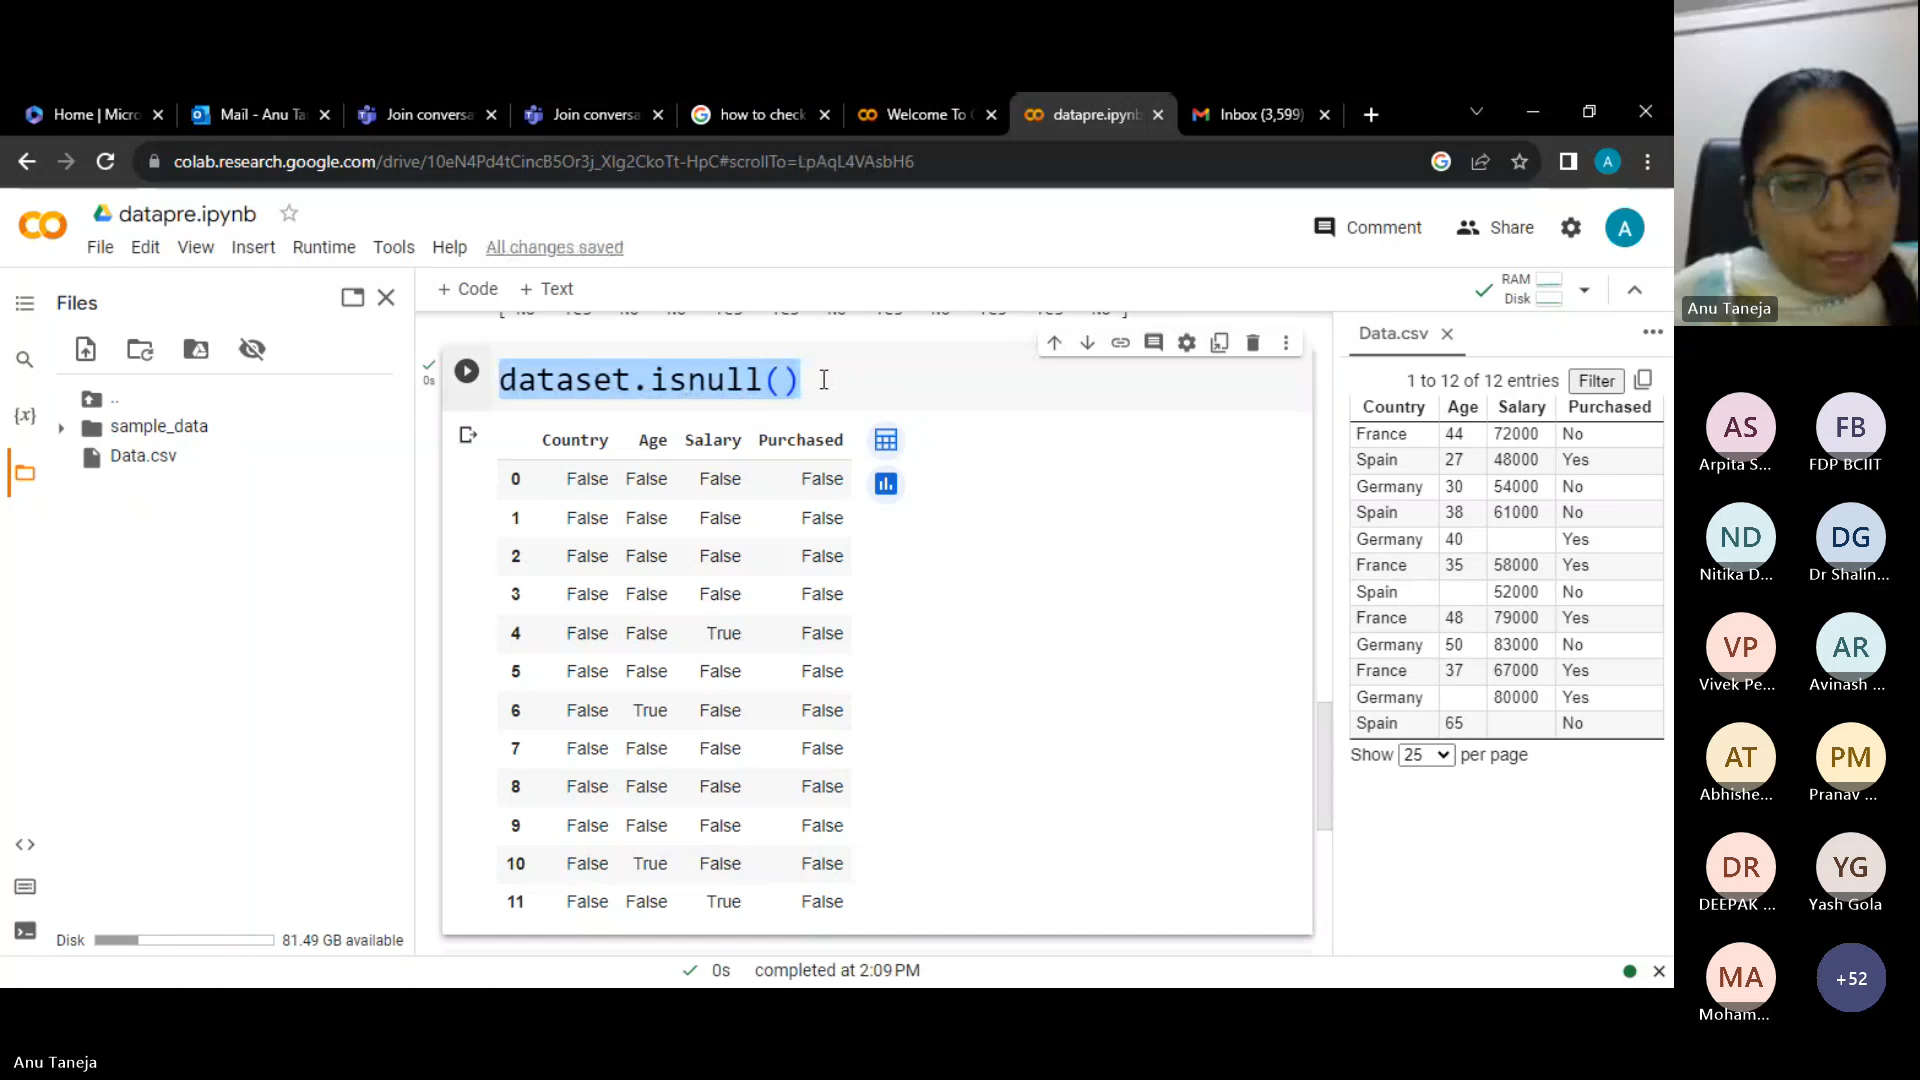 Home | Micro
Mail - Anu Ta
Join conversa
Join conversa
how to check
Welcome To C
datapre.ipynb
Inbox (3,599)
colab.research.google.com/drive/10eN4Pd4tCincB5Or3j_XIg2CkoTt-HpC#scrollTo=LpAqL4VAsbH6
datapre.ipynb
Comment
Share
A
File Edit View Insert Runtime Tools Help All changes saved
Files
+ Code + Text
RAM
Disk
..
sample_data
Data.csv
Disk
81.49 GB available
0s
dataset.isnull()
Country Age Salary Purchased
0 False False False False
1 False False False False
2 False False False False
3 False False False False
4 False False True False
5 False False False False
6 False True False False
7 False False False False
8 False False False False
9 False False False False
10 False True False False
11 False False True False
Data.csv
1 to 12 of 12 entries Filter
Country Age Salary Purchased
France 44 72000 No
Spain 27 48000 Yes
Germany 30 54000 No
Spain 38 61000 No
Germany 40 Yes
France 35 58000 Yes
Spain 52000 No
France 48 79000 Yes
Germany 50 83000 No
France 37 67000 Yes
Germany 80000 Yes
Spain 65 No
Show 25 per page
0s completed at 2:09 PM
Anu Taneja
AS FB
Arpita S... FDP BCIIT
ND DG
Nitika D... Dr Shalin...
VP AR
Vivek Pe... Avinash ...
AT PM
Abhishe... Pranav ...
DR YG
DEEPAK ... Yash Gola
MA +52
Moham...
Anu Taneja